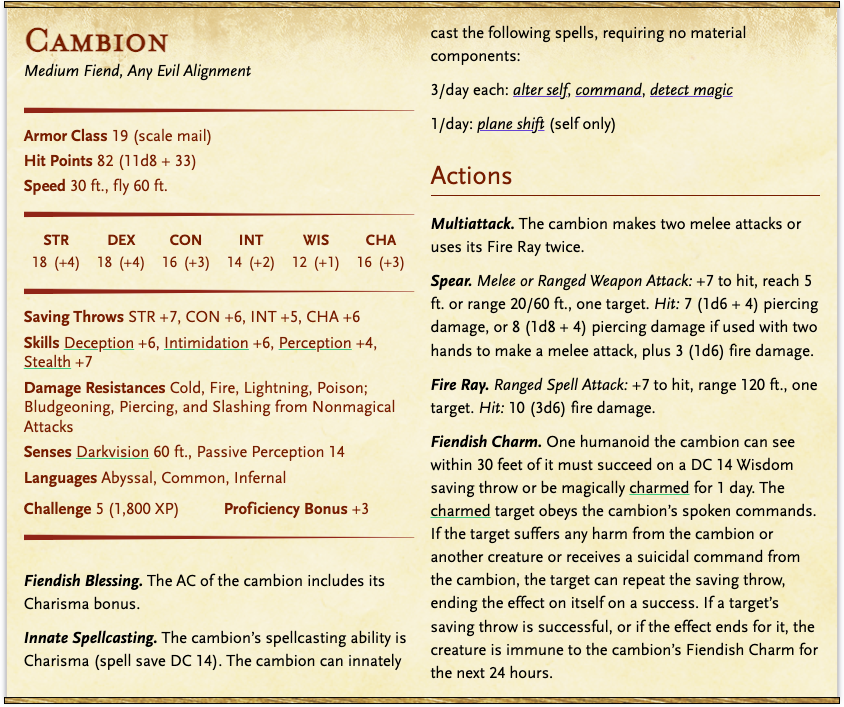 Cambion
Medium Fiend, Any Evil Alignment
Armor Class 19 (scale mail)
Hit Points 82 (11d8 + 33)
Speed 30 ft., fly 60 ft.
STR DEX CON INT WIS CHA
18 (+4) 18 (+4) 16 (+3) 14 (+2) 12 (+1) 16 (+3)
Saving Throws STR +7, CON +6, INT +5, CHA +6
Skills Deception +6, Intimidation +6, Perception +4,
Stealth +7
Damage Resistances Cold, Fire, Lightning, Poison;
Bludgeoning, Piercing, and Slashing from Nonmagical
Attacks
Senses Darkvision 60 ft., Passive Perception 14
Languages Abyssal, Common, Infernal
Challenge 5 (1,800 XP) Proficiency Bonus +3
Fiendish Blessing. The AC of the cambion includes its
Charisma bonus.
Innate Spellcasting. The cambion's spellcasting ability is
Charisma (spell save DC 14). The cambion can innately
cast the following spells, requiring no material
components:
3/day each: alter self, command, detect magic
1/day: plane shift (self only)
Actions
Multiattack. The cambion makes two melee attacks or
uses its Fire Ray twice.
Spear. Melee or Ranged Weapon Attack: +7 to hit, reach 5
ft. or range 20/60 ft., one target. Hit: 7 (1d6 + 4) piercing
damage, or 8 (1d8 + 4) piercing damage if used with two
hands to make a melee attack, plus 3 (1d6) fire damage.
Fire Ray. Ranged Spell Attack: +7 to hit, range 120 ft., one
target. Hit: 10 (3d6) fire damage.
Fiendish Charm. One humanoid the cambion can see
within 30 feet of it must succeed on a DC 14 Wisdom
saving throw or be magically charmed for 1 day. The
charmed target obeys the cambion's spoken commands.
If the target suffers any harm from the cambion or
another creature or receives a suicidal command from
the cambion, the target can repeat the saving throw,
ending the effect on itself on a success. If a target's
saving throw is successful, or if the effect ends for it, the
creature is immune to the cambion's Fiendish Charm for
the next 24 hours.